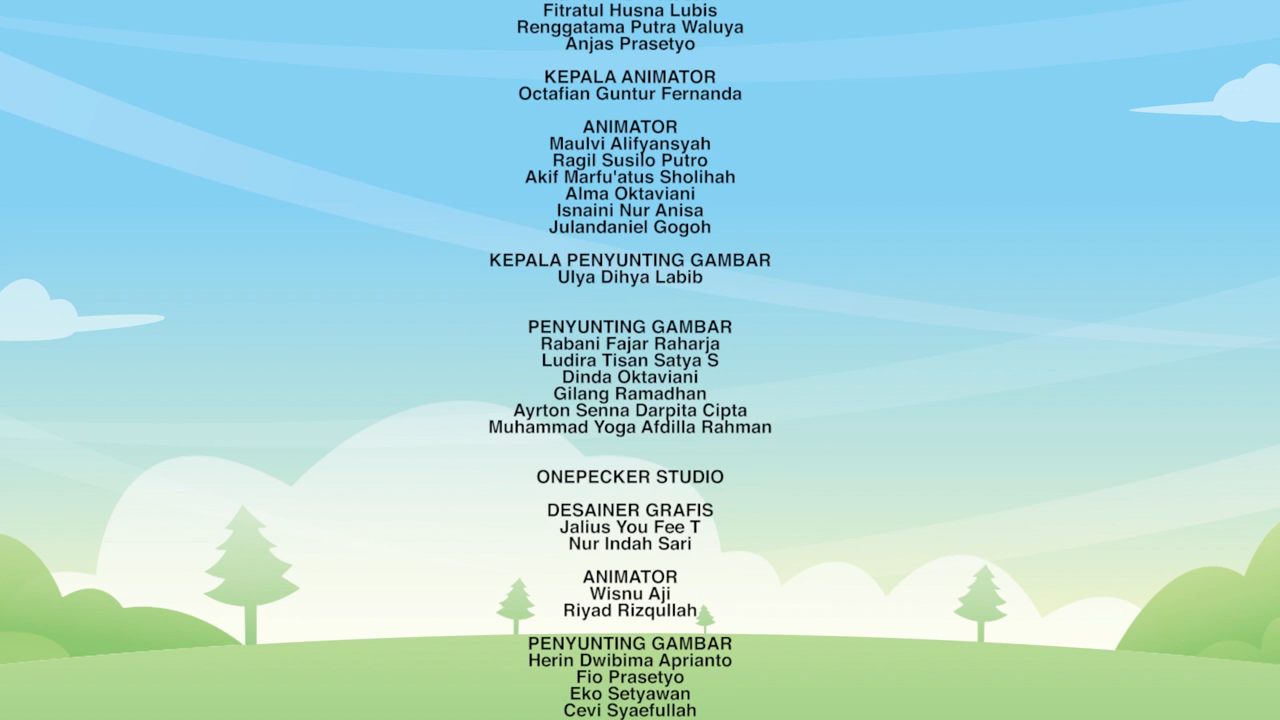 Fitratul Husna Lubis
Renggatama Putra Waluya
Anjas Prasetyo
KEPALA ANIMATOR
Octafian Guntur Fernanda
ANIMATOR
Maulvi Alifyansyah
Ragil Susilo Putro
Akif Marfu'atus Sholihah
Alma Oktaviani
Isnaini Nur Anisa
Julandaniel Gogoh
KEPALA PENYUNTING GAMBAR
Ulya Dihya Labib
PENYUNTING GAMBAR
Rabani Fajar Raharja
Ludira Tisan Satya S
Dinda Oktaviani
Gilang Ramadhan
Ayrton Senna Darpita Cipta
Muhammad Yoga Afdilla Rahman
ONEPECKER STUDIO
DESAINER GRAFIS
Jalius You Fee T
Nur Indah Sari
ANIMATOR
Wisnu Aji
Riyad Rizqullah
PENYUNTING GAMBAR
Herin Dwibima Aprianto
Fio Prasetyo
Eko Setyawan
Cevi Syaefullah